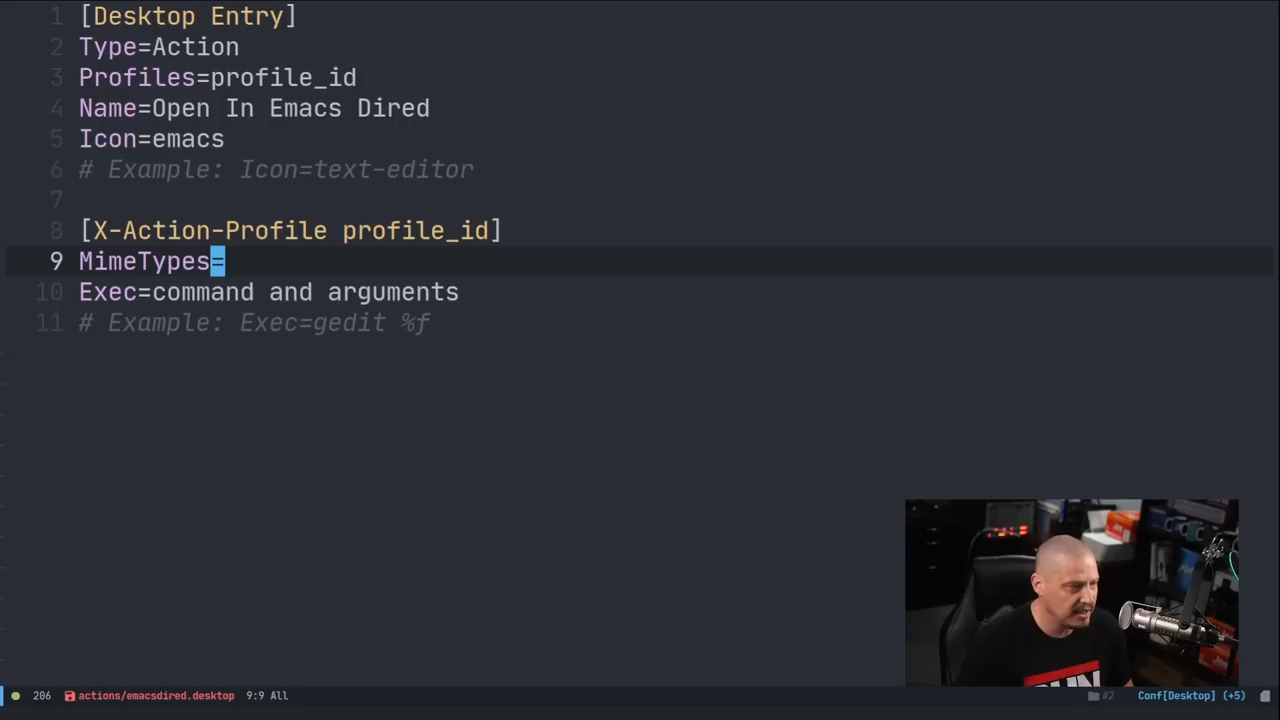 1 [Desktop Entry]
2 Type=Action
3 Profiles=profile_id
4 Name=Open In Emacs Dired
5 Icon=emacs
6 # Example: Icon=text-editor
7
8 [X-Action-Profile profile_id]
9 MimeTypes=
10 Exec=command and arguments
11 # Example: Exec=gedit %f
206 actions/emacsdired.desktop 9:9 All #2 Conf[Desktop] (+5)